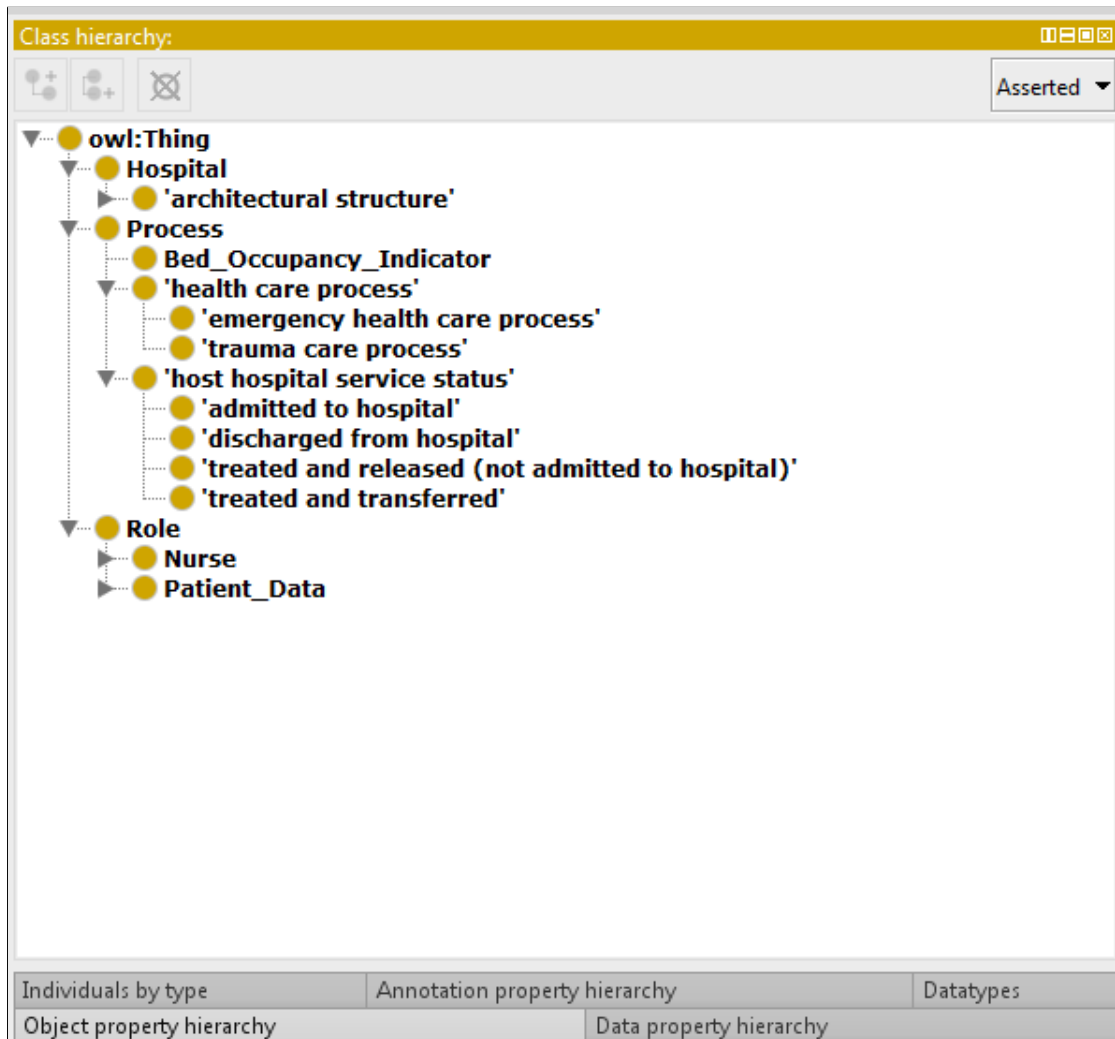 Class hierarchy:
Asserted
owl:Thing
Hospital
'architectural structure'
Process
Bed_Occupancy_Indicator
'health care process'
'emergency health care process'
'trauma care process'
'host hospital service status'
'admitted to hospital'
'discharged from hospital'
'treated and released (not admitted to hospital)'
'treated and transferred'
Role
Nurse
Patient_Data
Individuals by type Annotation property hierarchy Datatypes
Object property hierarchy Data property hierarchy